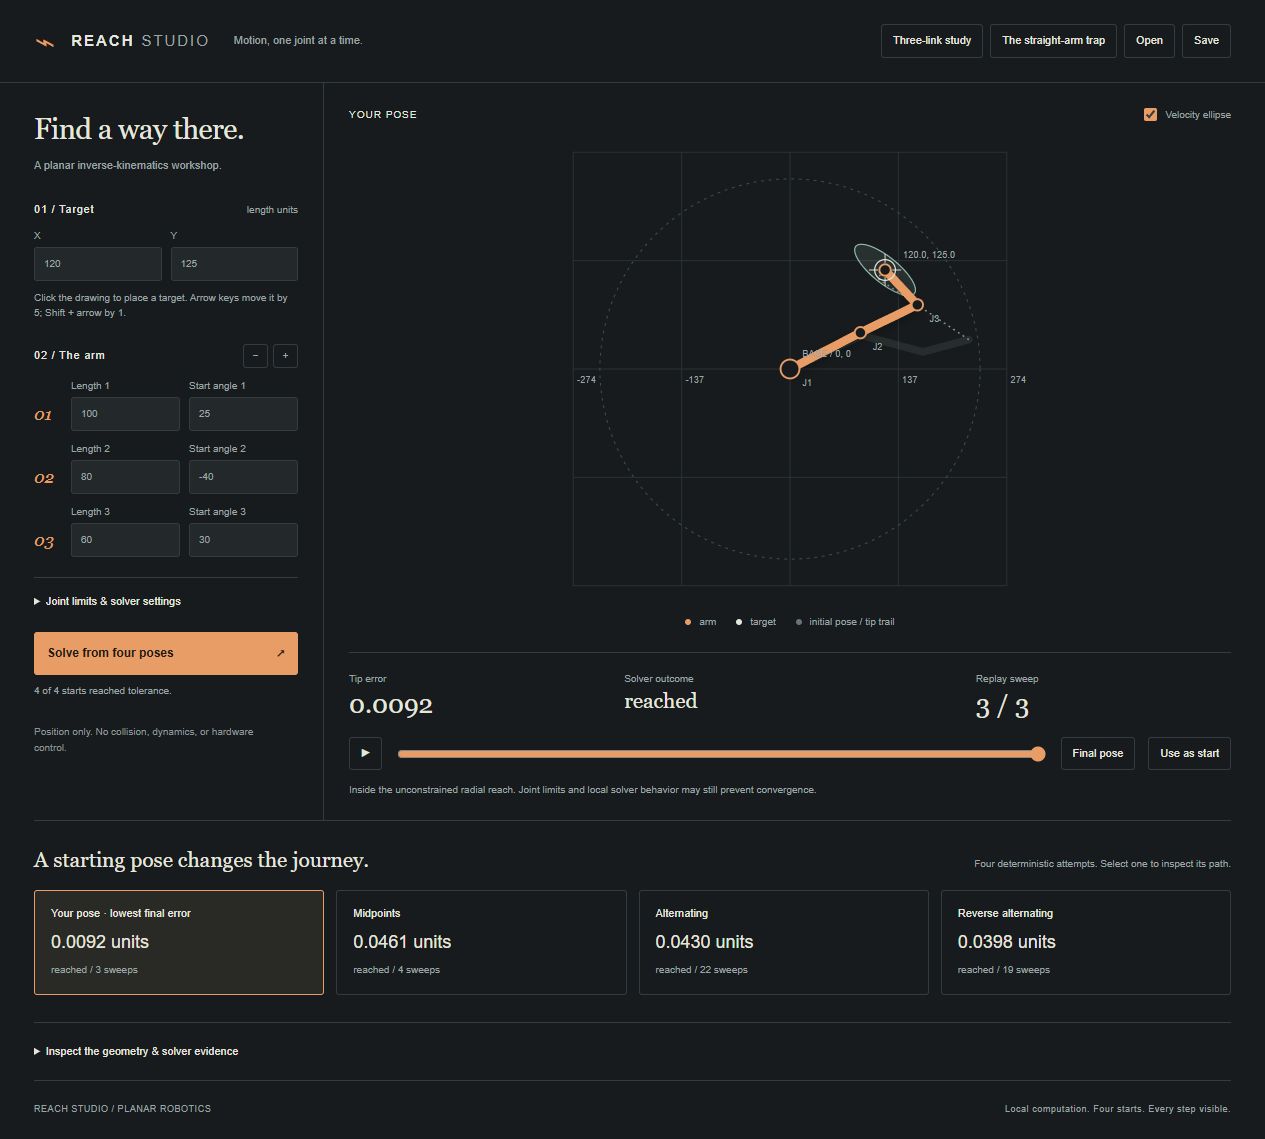 REACH STUDIO
Motion, one joint at a time.
Three-link study
The straight-arm trap
Open
Save
Find a way there.
A planar inverse-kinematics workshop.
01 / Target
length units
X
Y
120
125
Click the drawing to place a target. Arrow keys move it by
5; Shift + arrow by 1.
02 / The arm
−
+
Length 1
Start angle 1
01
100
25
Length 2
Start angle 2
02
80
-40
Length 3
Start angle 3
03
60
30
Joint limits & solver settings
Solve from four poses
4 of 4 starts reached tolerance.
Position only. No collision, dynamics, or hardware
control.
YOUR POSE
Velocity ellipse
120.0, 125.0
J3
J2
BASE / 0, 0
J1
-274
-137
137
274
arm
target
initial pose / tip trail
Tip error
0.0092
Solver outcome
reached
Replay sweep
3 / 3
Final pose
Use as start
Inside the unconstrained radial reach. Joint limits and local solver behavior may still prevent convergence.
A starting pose changes the journey.
Four deterministic attempts. Select one to inspect its path.
Your pose · lowest final error
0.0092 units
reached / 3 sweeps
Midpoints
0.0461 units
reached / 4 sweeps
Alternating
0.0430 units
reached / 22 sweeps
Reverse alternating
0.0398 units
reached / 19 sweeps
Inspect the geometry & solver evidence
REACH STUDIO / PLANAR ROBOTICS
Local computation. Four starts. Every step visible.